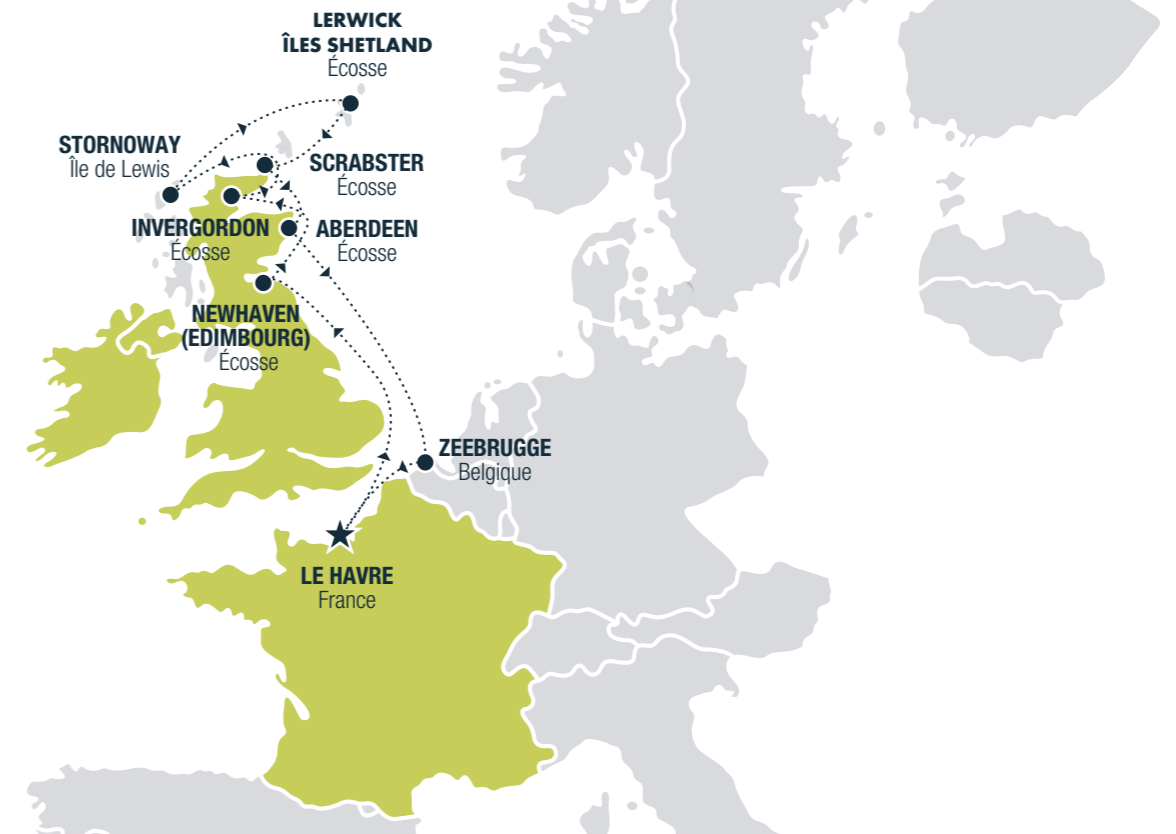 LERWICK
ÎLES SHETLAND
Écosse
STORNOWAY
Île de Lewis
SCRABSTER
Écosse
INVERGORDON
Écosse
ABERDEEN
Écosse
NEWHAVEN
(EDIMBOURG)
Écosse
ZEEBRUGGE
Belgique
LE HAVRE
France